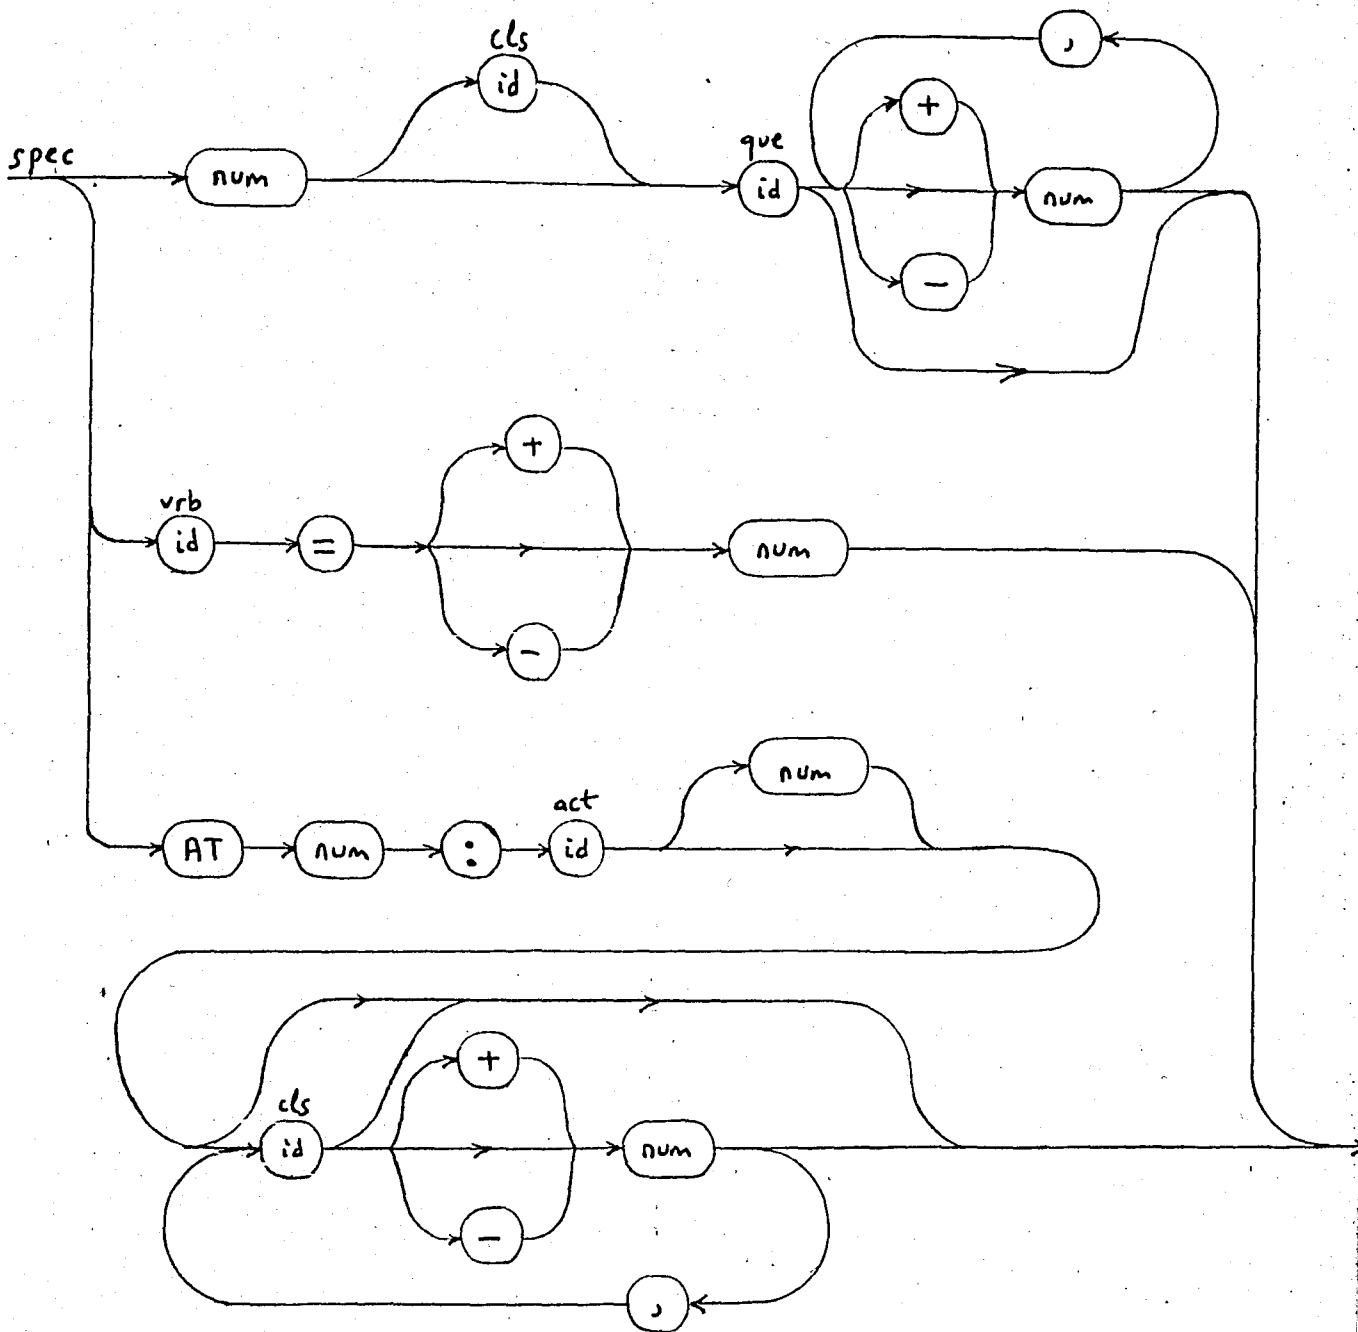 cls
id
,
+
spec
num
que
id
num
-
+
vrb
id
=
num
-
num
act
AT
num
:
id
+
cls
id
num
-
,